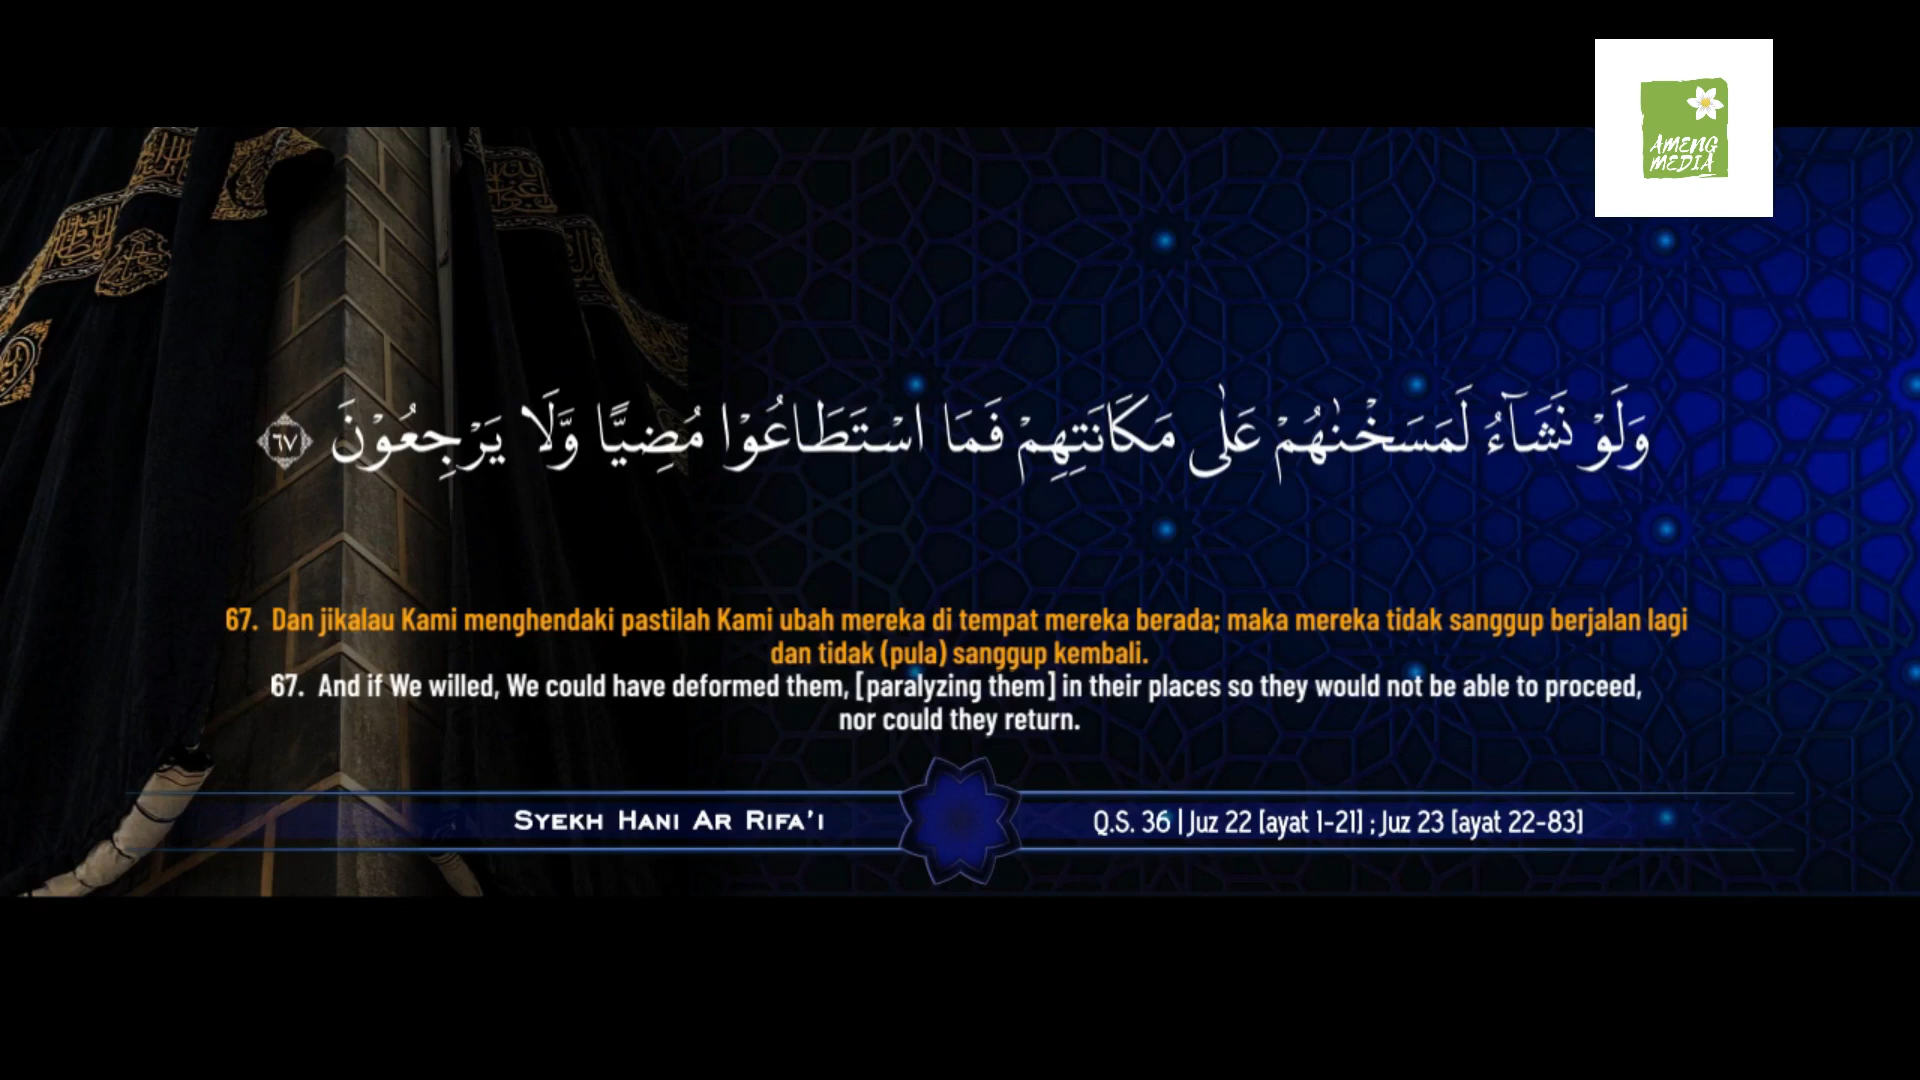 AMENG
MEDIA
وَلَوْ نَشَآءُ لَمَسَخْنٰهُمْ عَلٰى مَكَانَتِهِمْ فَمَا اسْتَطَاعُوْا مُضِيًّا وَّلَا يَرْجِعُوْنَ ٦٧
67. Dan jikalau Kami menghendaki pastilah Kami ubah mereka di tempat mereka berada; maka mereka tidak sanggup berjalan lagi
dan tidak (pula) sanggup kembali.
67. And if We willed, We could have deformed them, [paralyzing them] in their places so they would not be able to proceed,
nor could they return.
Syekh Hani Ar Rifa'i
Q.S. 36 | Juz 22 [ayat 1-21] ; Juz 23 [ayat 22-83]